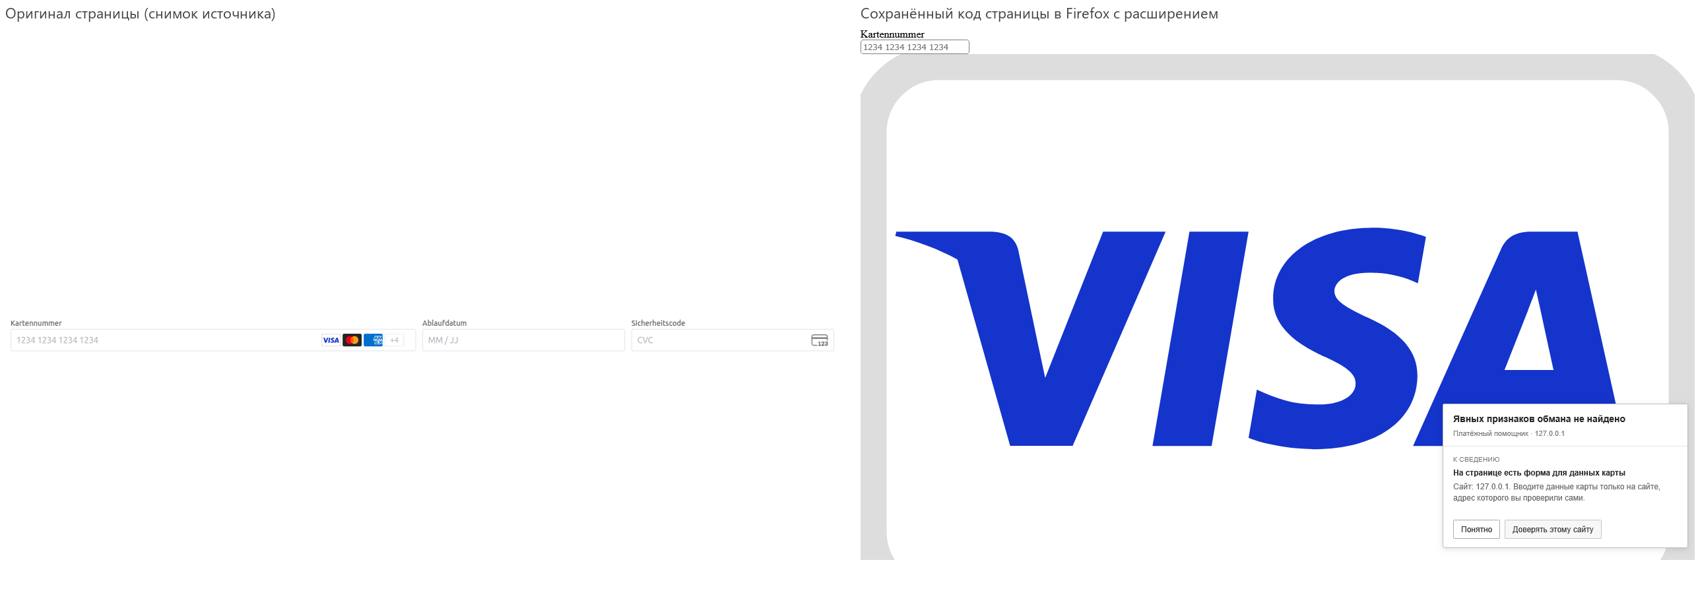 Оригинал страницы (снимок источника)
Kartennummer
1234 1234 1234 1234
VISA
+4
Ablaufdatum
MM / JJ
Sicherheitscode
CVC
123
Сохранённый код страницы в Firefox с расширением
Kartennummer
1234 1234 1234 1234
VISA
Явных признаков обмана не найдено
Платёжный помощник · 127.0.0.1
К СВЕДЕНИЮ
На странице есть форма для данных карты
Сайт: 127.0.0.1. Вводите данные карты только на сайте,
адрес которого вы проверили сами.
Понятно
Доверять этому сайту